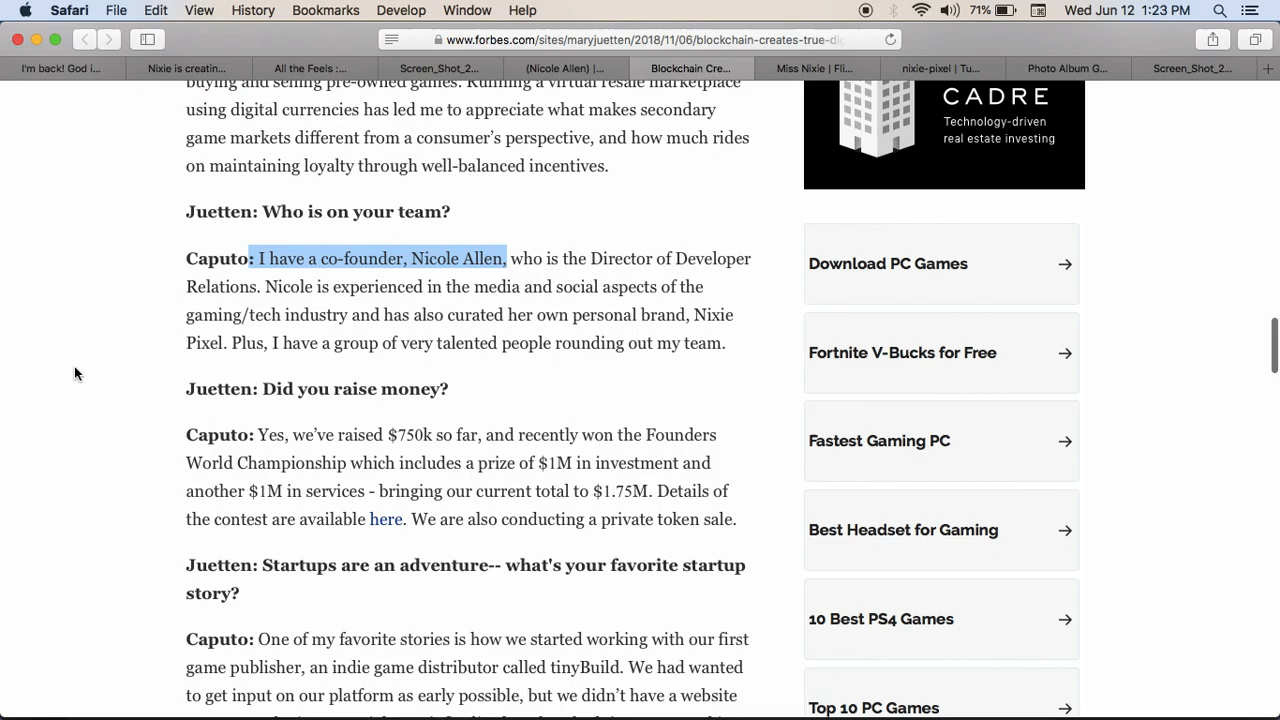 Safari File Edit View History Bookmarks Develop Window Help 71% Wed Jun 12 1:23 PM
www.forbes.com/sites/maryjuetten/2018/11/06/blockchain-creates-true-dig
I'm back! God i... Nixie is creatin... All the Feels :... Screen_Shot_2... (Nicole Allen) |... Blockchain Cre... Miss Nixie | Fli... nixie-pixel | Tu... Photo Album G... Screen_Shot_2...
buying and selling pre-owned games. Running a virtual resale marketplace
using digital currencies has led me to appreciate what makes secondary
game markets different from a consumer's perspective, and how much rides
on maintaining loyalty through well-balanced incentives.
Juetten: Who is on your team?
Caputo: I have a co-founder, Nicole Allen, who is the Director of Developer
Relations. Nicole is experienced in the media and social aspects of the
gaming/tech industry and has also curated her own personal brand, Nixie
Pixel. Plus, I have a group of very talented people rounding out my team.
Juetten: Did you raise money?
Caputo: Yes, we've raised $750k so far, and recently won the Founders
World Championship which includes a prize of $1M in investment and
another $1M in services - bringing our current total to $1.75M. Details of
the contest are available here. We are also conducting a private token sale.
Juetten: Startups are an adventure-- what's your favorite startup
story?
Caputo: One of my favorite stories is how we started working with our first
game publisher, an indie game distributor called tinyBuild. We had wanted
to get input on our platform as early possible, but we didn't have a website
CADRE
Technology-driven
real estate investing
Download PC Games
Fortnite V-Bucks for Free
Fastest Gaming PC
Best Headset for Gaming
10 Best PS4 Games
Top 10 PC Games